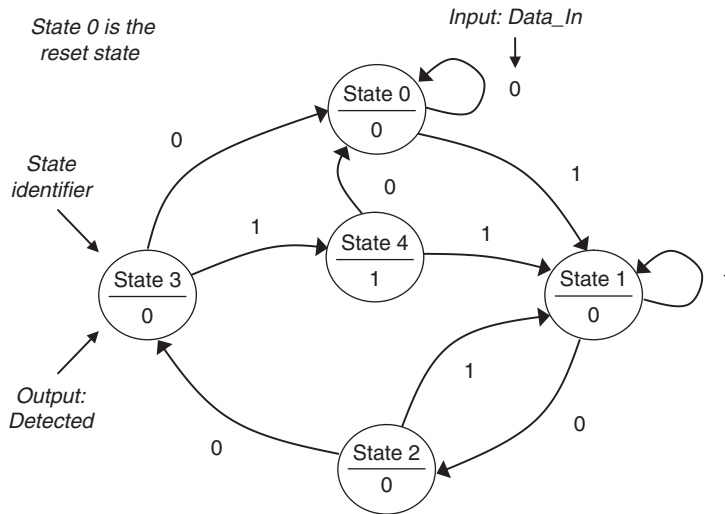 State 0 is the
reset state
Input: Data_In
State 0
0
0
0
1
State
identifier
0
1
State 4
1
1
State 3
0
State 1
0
1
Output:
Detected
1
0
0
State 2
0